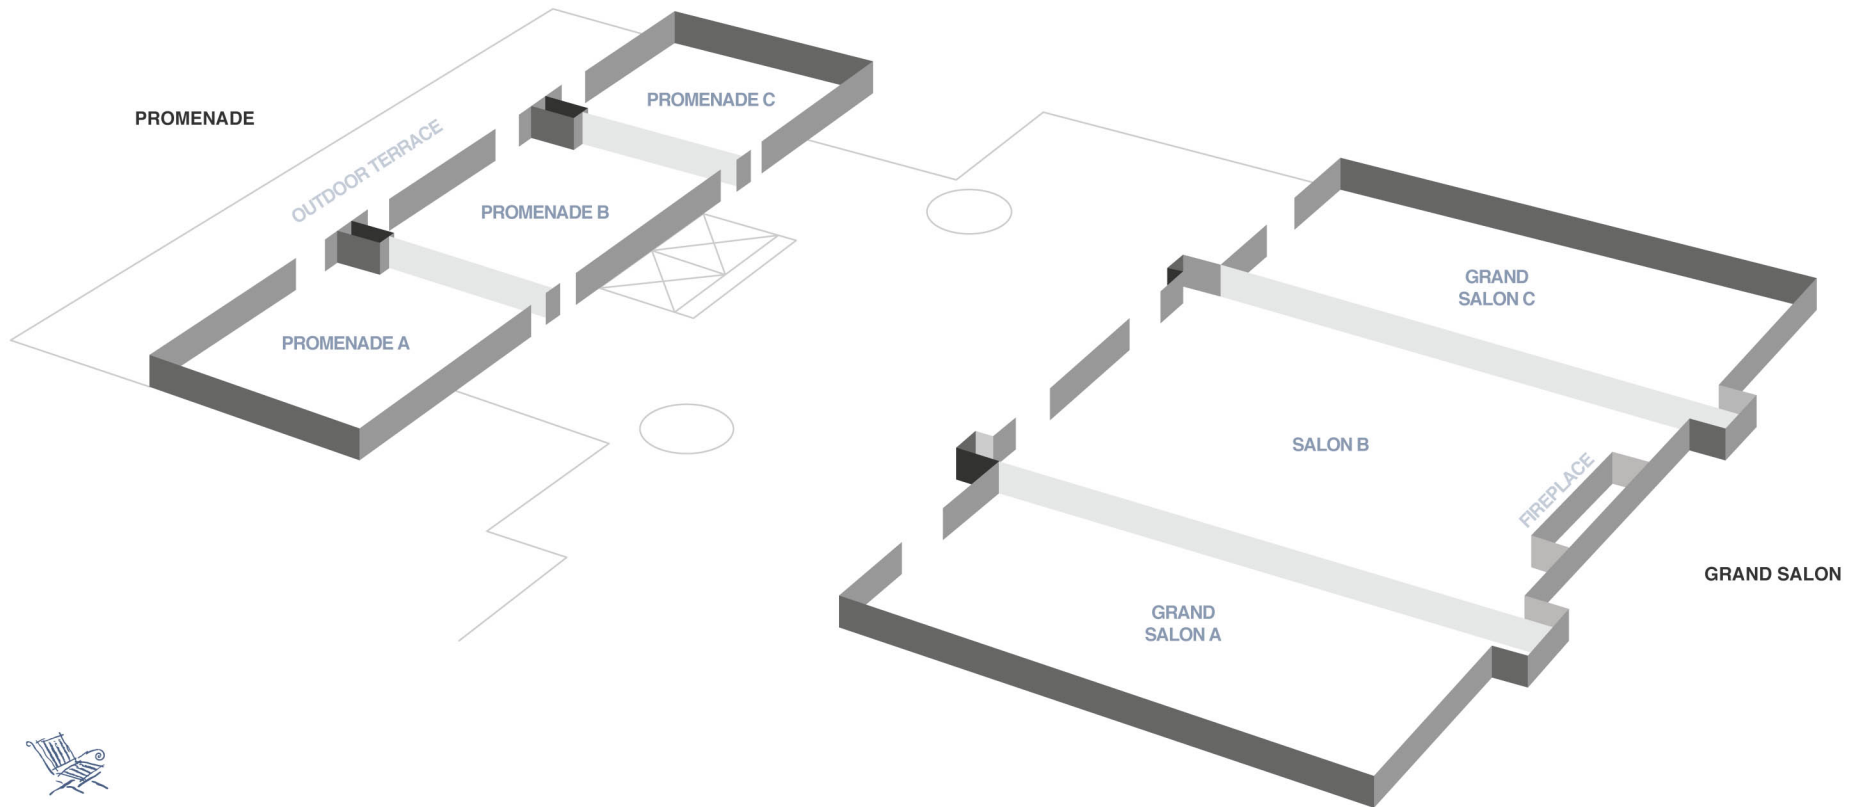 PROMENADE
OUTDOOR TERRACE
PROMENADE C
PROMENADE B
PROMENADE A
GRAND
SALON C
SALON B
FIREPLACE
GRAND SALON
GRAND
SALON A